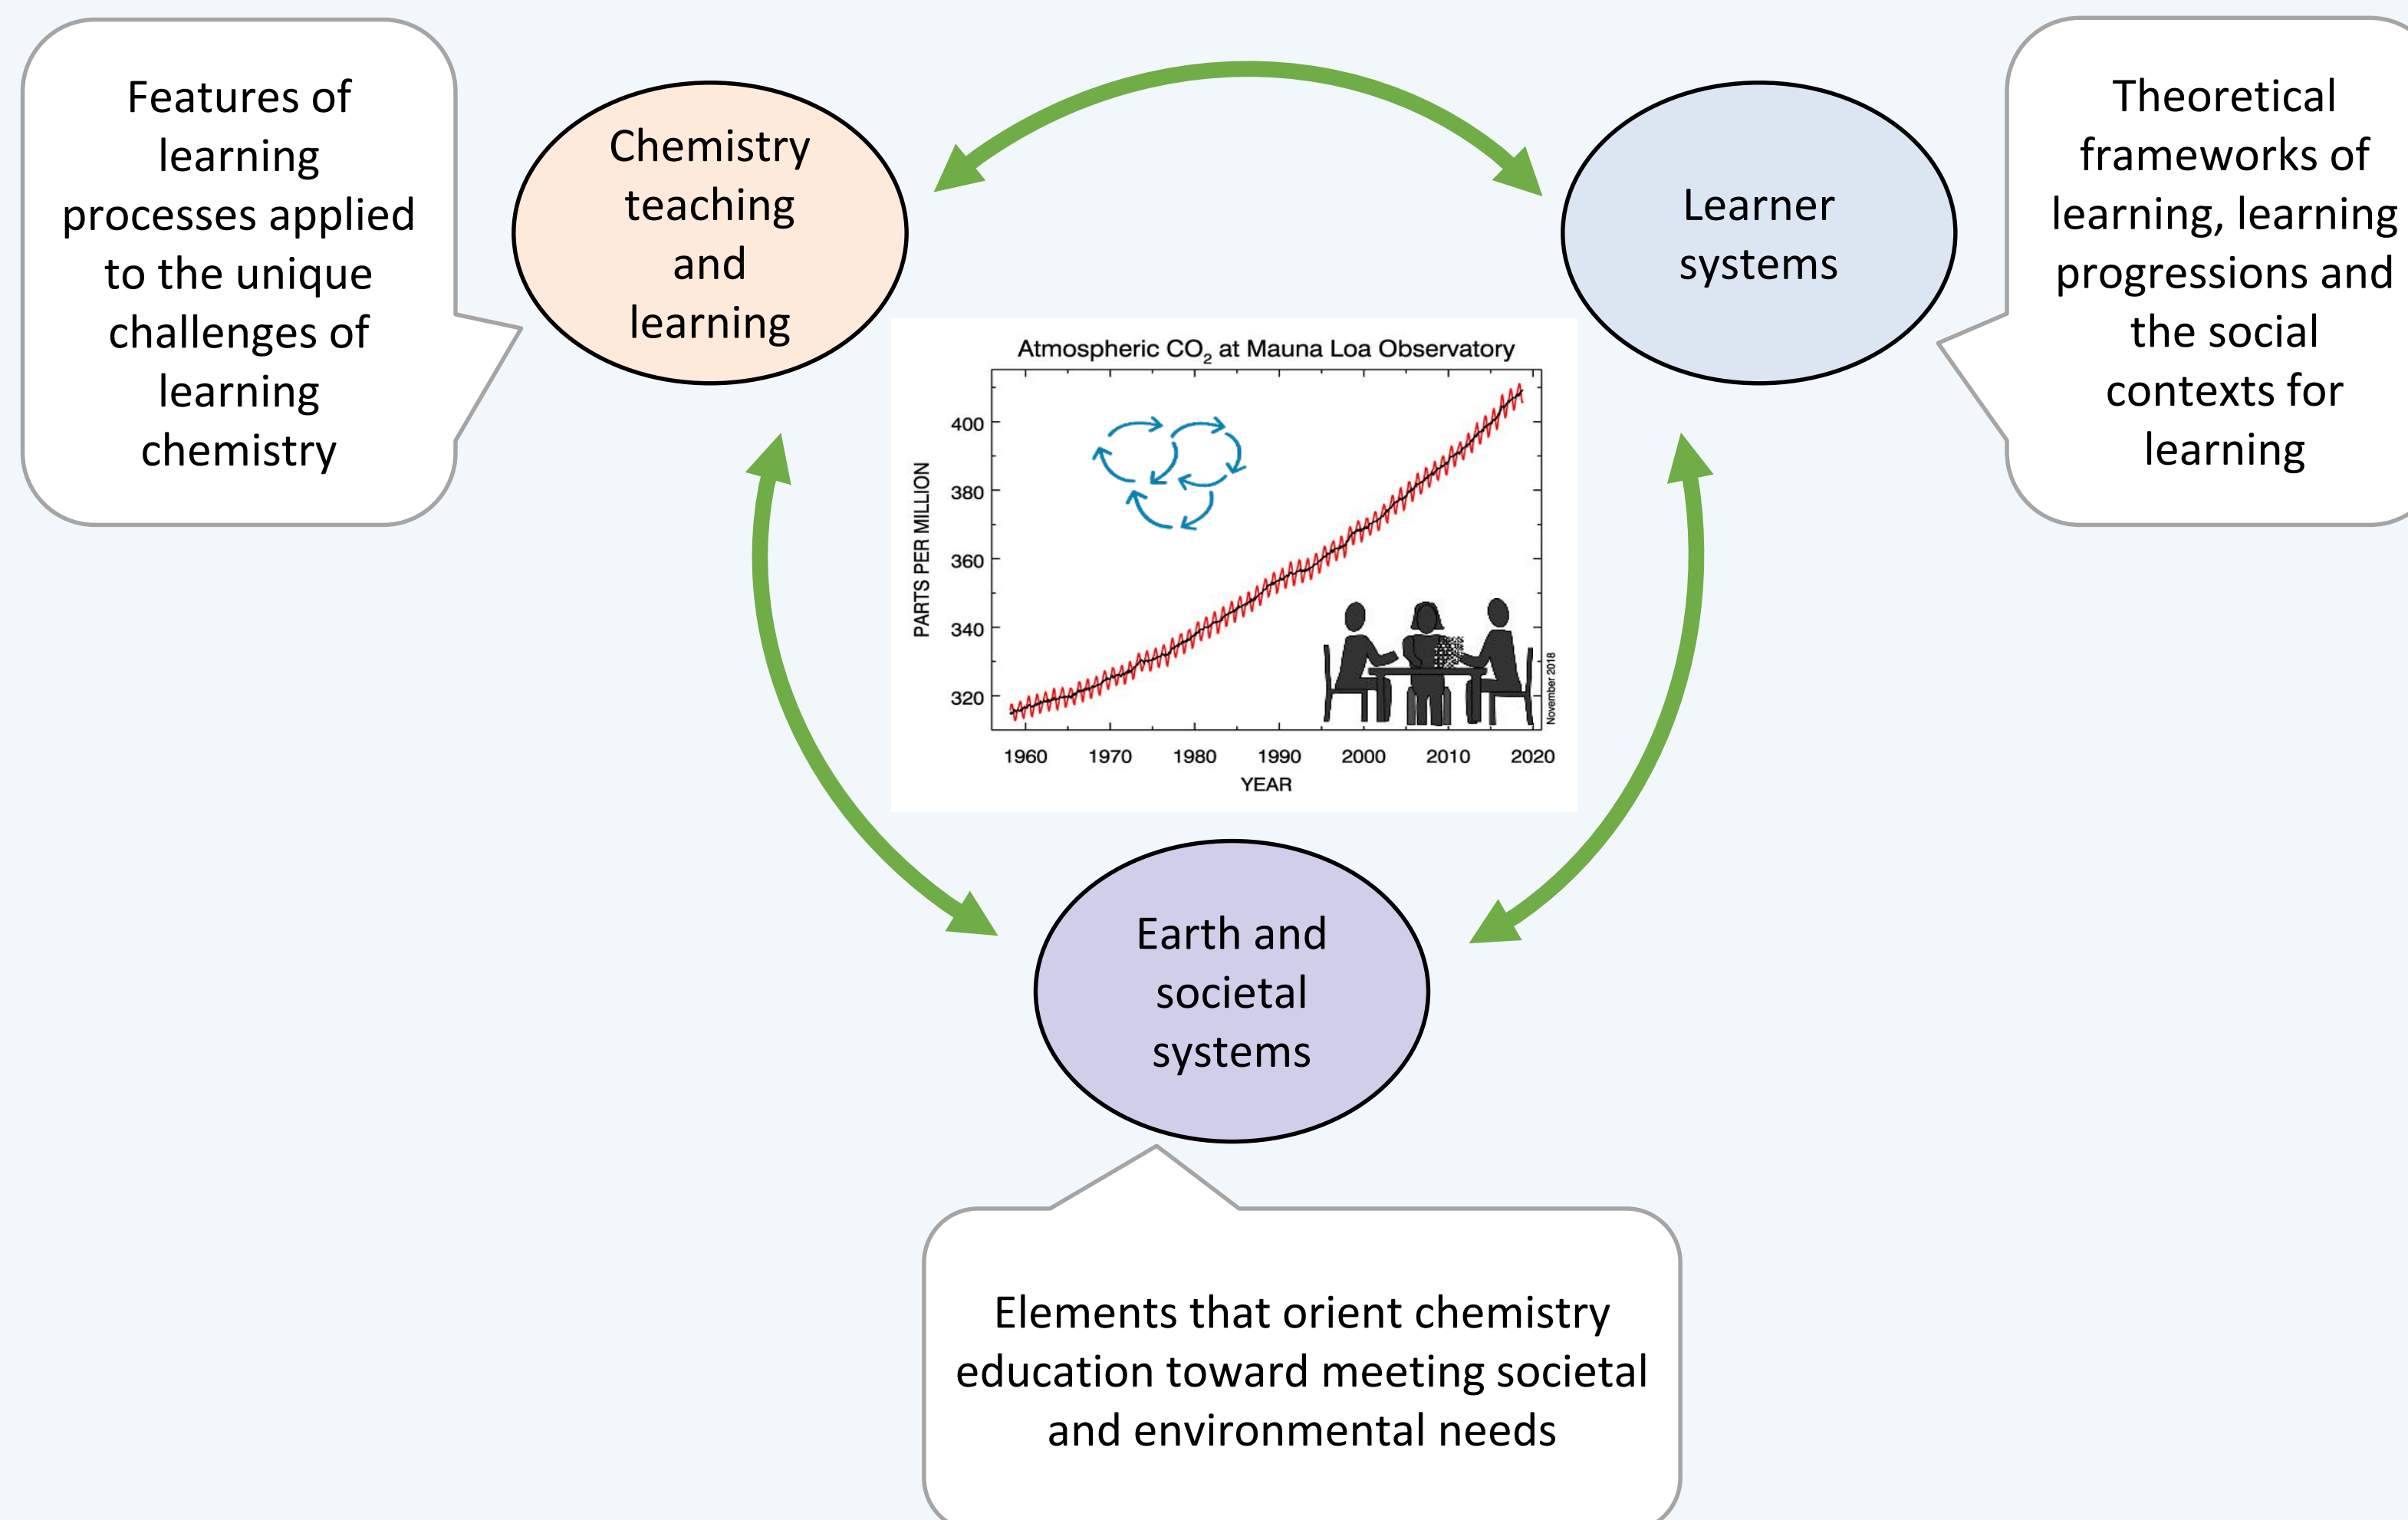 Features of
learning
processes applied
to the unique
challenges of
learning
chemistry
Chemistry
teaching
and
learning
Learner
systems
Theoretical
frameworks of
learning, learning
progressions and
the social
contexts for
learning
Atmospheric CO₂ at Mauna Loa Observatory
PARTS PER MILLION
400
380
360
340
320
1960 1970 1980 1990 2000 2010 2020
YEAR
November 2018
Earth and
societal
systems
Elements that orient chemistry
education toward meeting societal
and environmental needs